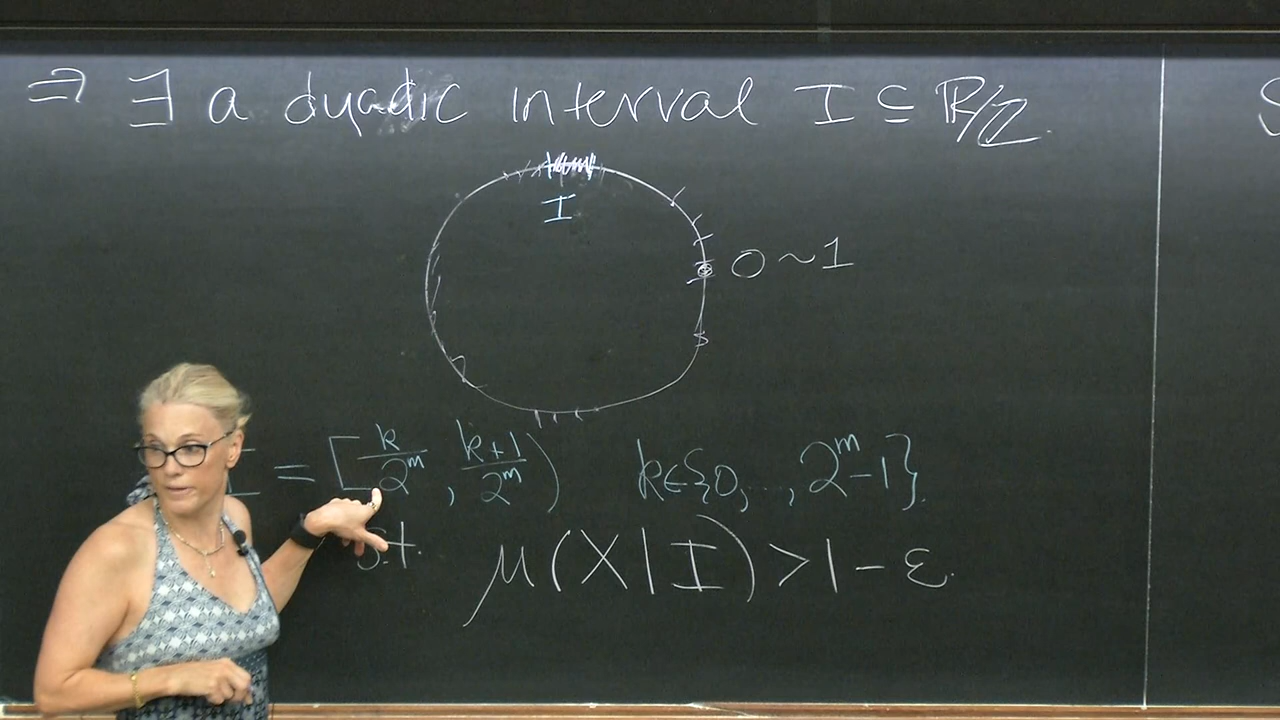 ⇒ ∃ a dyadic interval I ⊆ ℝ/ℤ
I
0 ~ 1
I = [k/2^m, k+1/2^m) k∈{0, ..., 2^m-1}.
s.t. μ(X|I) > 1 - ε.